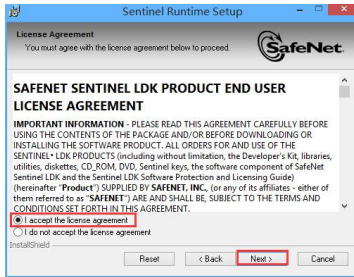 Sentinel Runtime Setup
License Agreement
You must agree with the license agreement below to proceed.
SafeNet.
SAFENET SENTINEL LDK PRODUCT END USER
LICENSE AGREEMENT
IMPORTANT INFORMATION - PLEASE READ THIS AGREEMENT CAREFULLY BEFORE
USING THE CONTENTS OF THE PACKAGE AND/OR BEFORE DOWNLOADING OR
INSTALLING THE SOFTWARE PRODUCT. ALL ORDERS FOR AND USE OF THE
SENTINEL® LDK PRODUCTS (including without limitation, the Developer's Kit, libraries,
utilities, diskettes, CD_ROM, DVD, Sentinel keys, the software component of SafeNet
Sentinel LDK and the Sentinel LDK Software Protection and Licensing Guide)
(hereinafter "Product") SUPPLIED BY SAFENET, INC., (or any of its affiliates - either of
them referred to as "SAFENET") ARE AND SHALL BE, SUBJECT TO THE TERMS AND
CONDITIONS SET FORTH IN THIS AGREEMENT.
I accept the license agreement
I do not accept the license agreement
InstallShield
Reset < Back Next > Cancel